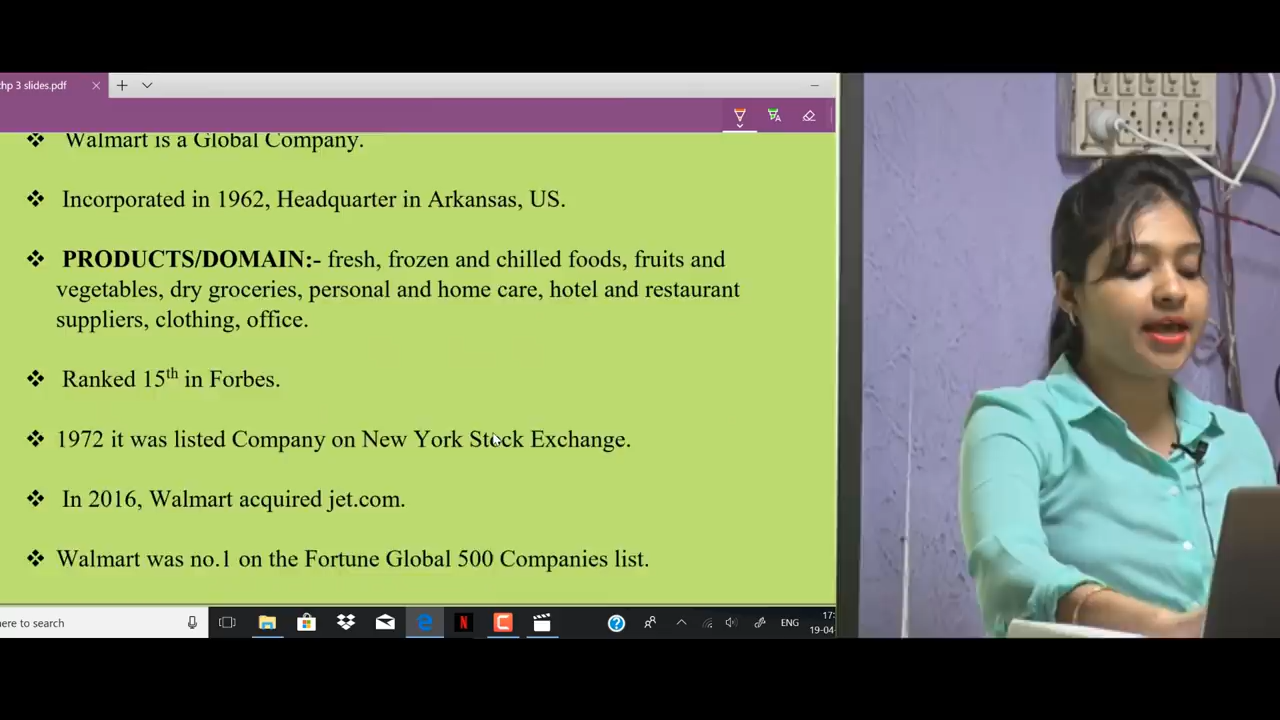 chp 3 slides.pdf
❖ Walmart is a Global Company.
❖ Incorporated in 1962, Headquarter in Arkansas, US.
❖ PRODUCTS/DOMAIN:- fresh, frozen and chilled foods, fruits and
vegetables, dry groceries, personal and home care, hotel and restaurant
suppliers, clothing, office.
❖ Ranked 15th in Forbes.
❖ 1972 it was listed Company on New York Stock Exchange.
❖ In 2016, Walmart acquired jet.com.
❖ Walmart was no.1 on the Fortune Global 500 Companies list.
here to search
N
ENG
17:
19-04-